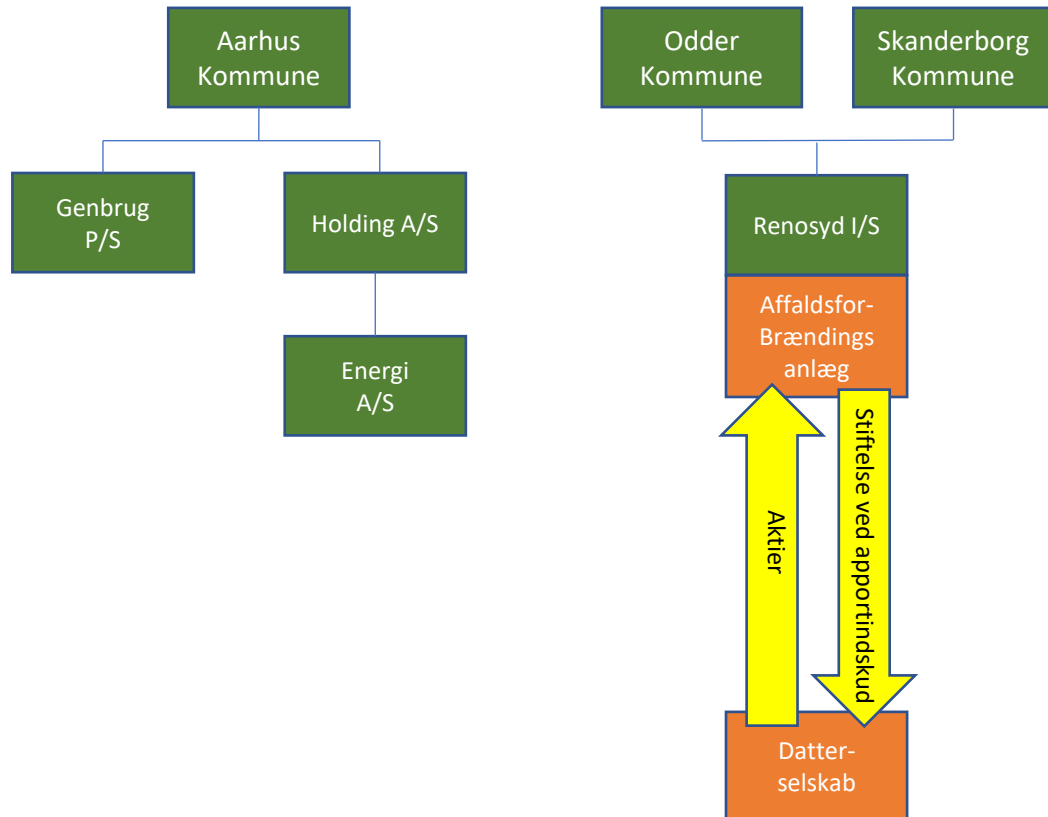 Aarhus
Kommune
Odder
Kommune
Skanderborg
Kommune
Genbrug
P/S
Holding A/S
Renosyd I/S
Energi
A/S
Affaldsfor-
Brændings
anlæg
Aktier
Stiftelse ved apportindskud
Datter-
selskab